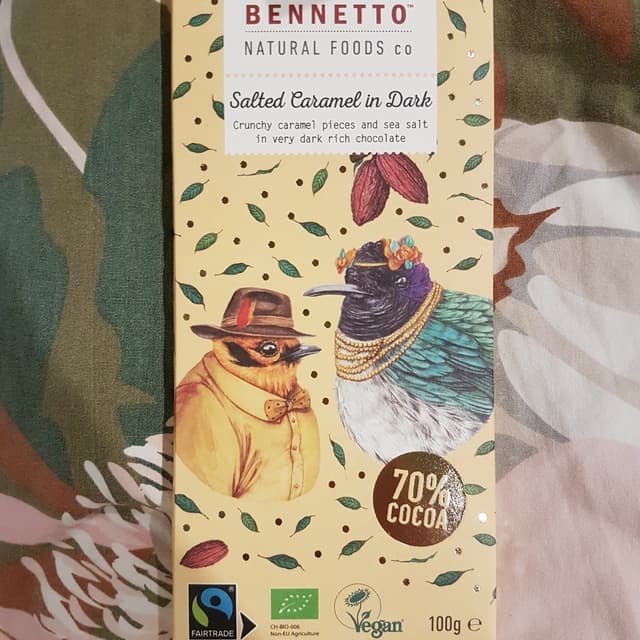 BENNETTO™
NATURAL FOODS co
Salted Caramel in Dark
Crunchy caramel pieces and sea salt
in very dark rich chocolate
70%
COCOA
FAIRTRADE
®
CH-BIO-006
Non-EU Agriculture
Vegan
100g ℮